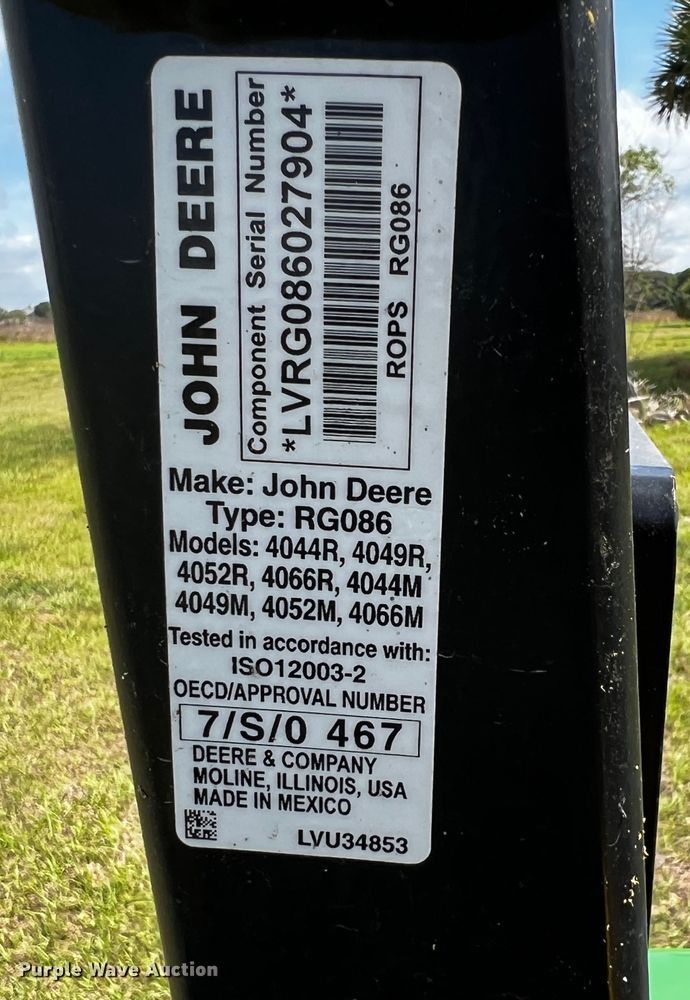 JOHN DEERE
Component Serial Number
*LVRG086027904*
ROPS RG086
Make: John Deere
Type: RG086
Models: 4044R, 4049R,
4052R, 4066R, 4044M
4049M, 4052M, 4066M
Tested in accordance with:
ISO12003-2
OECD/APPROVAL NUMBER
7/S/0 467
DEERE & COMPANY
MOLINE, ILLINOIS, USA
MADE IN MEXICO
LVU34853
Purple Wave Auction